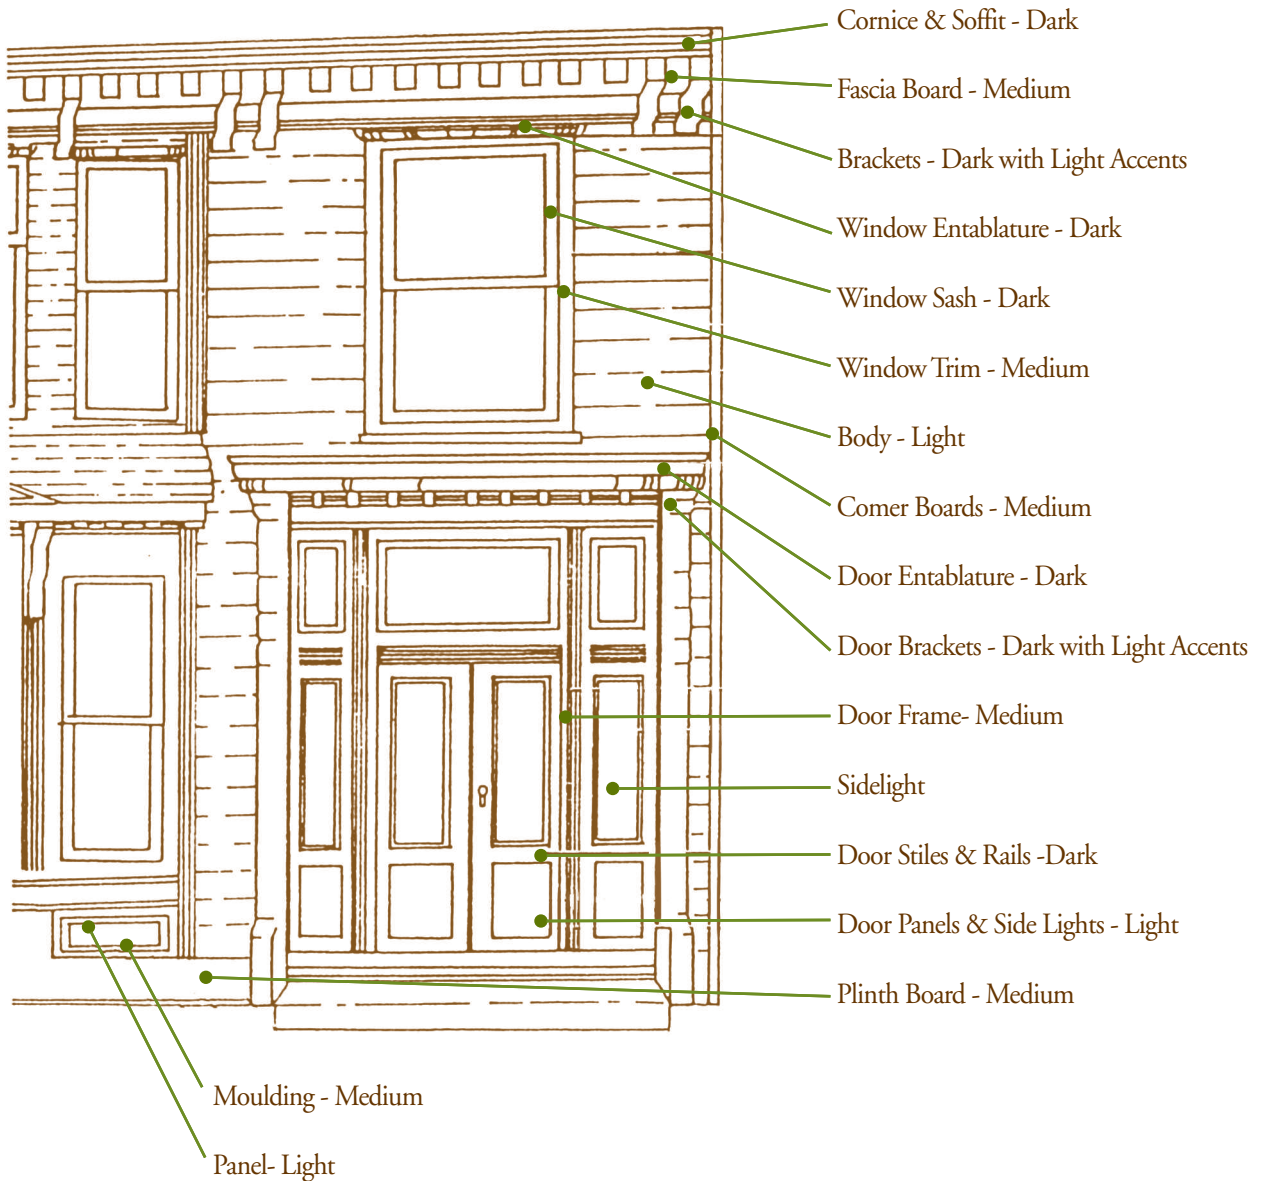 Cornice & Soffit - Dark
Fascia Board - Medium
Brackets - Dark with Light Accents
Window Entablature - Dark
Window Sash - Dark
Window Trim - Medium
Body - Light
Comer Boards - Medium
Door Entablature - Dark
Door Brackets - Dark with Light Accents
Door Frame- Medium
Sidelight
Door Stiles & Rails -Dark
Door Panels & Side Lights - Light
Plinth Board - Medium
Moulding - Medium
Panel- Light